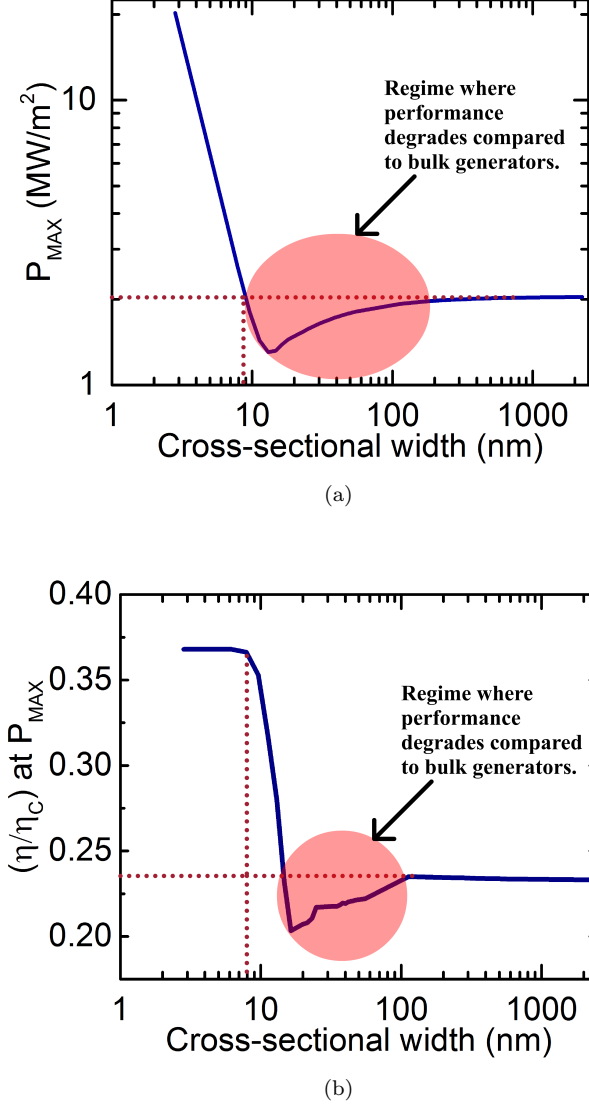 10
1
P_MAX (MW/m²)
Regime where
performance
degrades compared
to bulk generators.
1 10 100 1000
Cross-sectional width (nm)
(a)
0.40
0.35
0.30
0.25
0.20
(η/η_C) at P_MAX
Regime where
performance
degrades compared
to bulk generators.
1 10 100 1000
Cross-sectional width (nm)
(b)